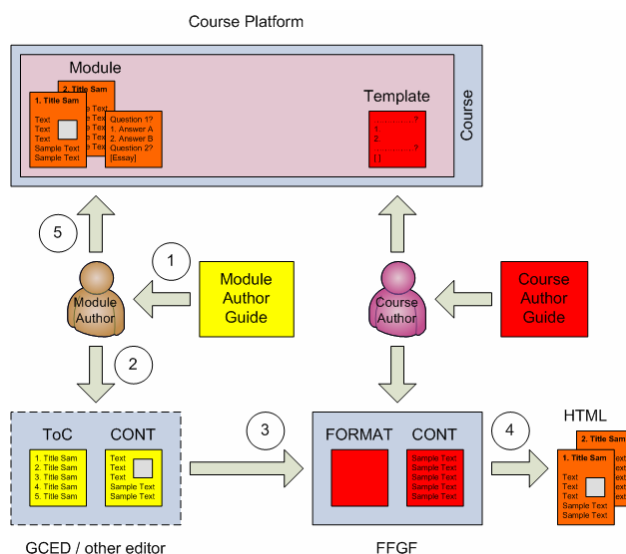 Course Platform
Module
2. Title Sam
1. Title Sam
Text
Text
Text
Sample Text
Sample Text
Question 1?
1. Answer A
2. Answer B
Question 2?
[Essay]
Template
..............?
1
2
..............?
[ ]
Course
5
1
Module
Author
Module
Author
Guide
Course
Author
Course
Author
Guide
2
ToC
1. Title Sam
2. Title Sam
3. Title Sam
4. Title Sam
5. Title Sam
CONT
Text
Text
Text
Sample Text
Sample Text
3
FORMAT
CONT
Sample Text
Sample Text
Sample Text
Sample Text
Sample Text
4
HTML
2. Title Sam
1. Title Sam
Text
Text
Text
Sample Text
Sample Text
GCED / other editor
FFGF